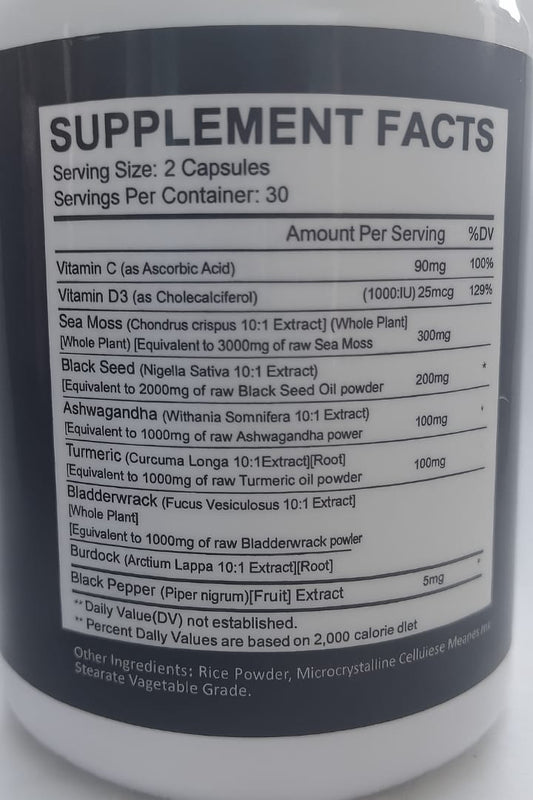 SUPPLEMENT FACTS
Serving Size: 2 Capsules
Servings Per Container: 30
Amount Per Serving %DV
Vitamin C (as Ascorbic Acid) 90mg 100%
Vitamin D3 (as Cholecalciferol) (1000:IU) 25mcg 129%
Sea Moss (Chondrus crispus 10:1 Extract] (Whole Plant]
[Whole Plant) [Equivalent to 3000mg of raw Sea Moss 300mg
Black Seed (Nigella Sativa 10:1 Extract) *
[Equivalent to 2000mg of raw Black Seed Oil powder 200mg
Ashwagandha (Withania Somnifera 10:1 Extract) *
[Equivalent to 1000mg of raw Ashwagandha power 100mg
Turmeric (Curcuma Longa 10:1Extract][Root]
[Equivalent to 1000mg of raw Turmeric oil powder 100mg
Bladderwrack (Fucus Vesiculosus 10:1 Extract]
[Whole Plant]
[Eguivalent to 1000mg of raw Bladderwrack powler
Burdock (Arctium Lappa 10:1 Extract][Root]
Black Pepper (Piper nigrum)[Fruit] Extract 5mg *
** Daily Value(DV) not established.
** Percent Dally Values are based on 2,000 calorie dlet
Other Ingredients: Rice Powder, Microcrystalline Cellulese
Stearate Vagetable Grade.